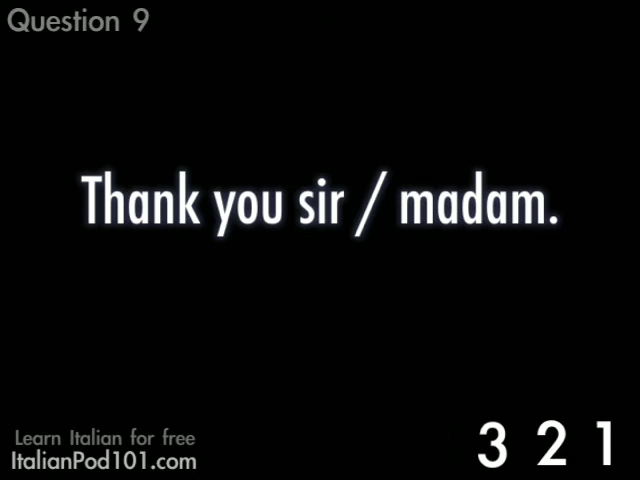 Question 9
Thank you sir / madam.
Learn Italian for free
ItalianPod101.com
3 2 1